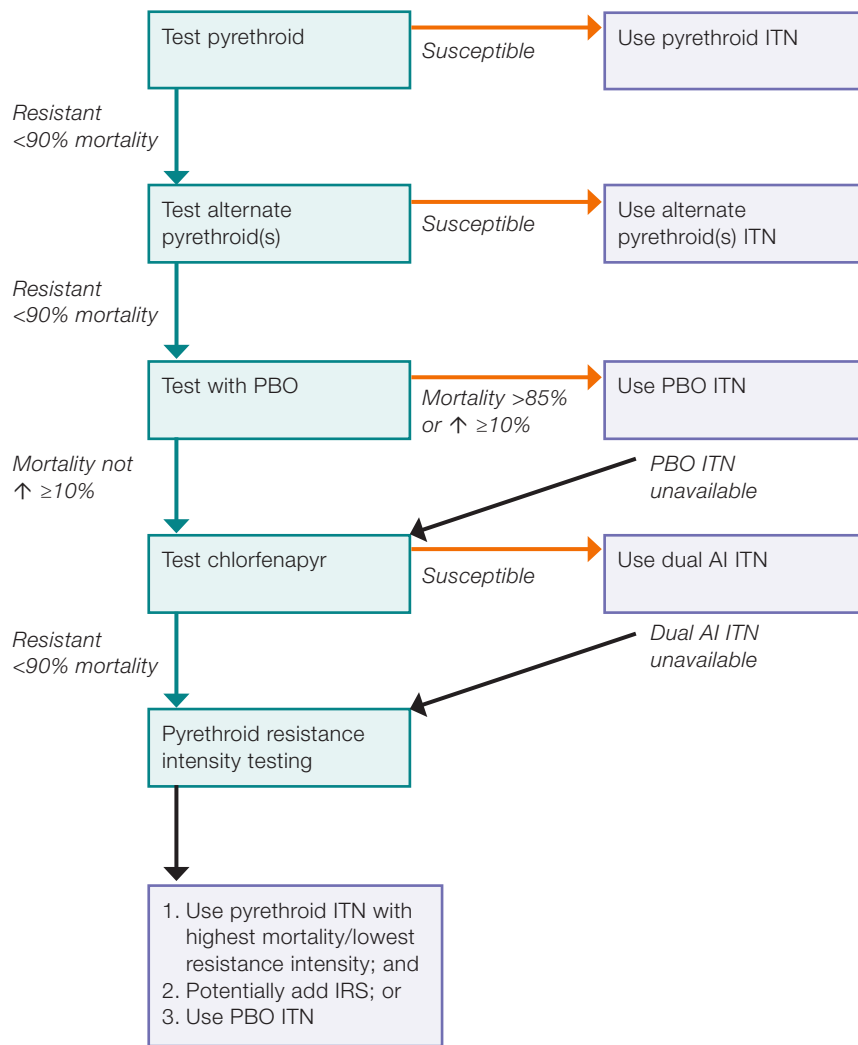 Test pyrethroid
Susceptible
Use pyrethroid ITN
Resistant
<90% mortality
Test alternate
pyrethroid(s)
Susceptible
Use alternate
pyrethroid(s) ITN
Resistant
<90% mortality
Test with PBO
Mortality >85%
or ↑ ≥10%
Use PBO ITN
Mortality not
↑ ≥10%
PBO ITN
unavailable
Test chlorfenapyr
Susceptible
Use dual AI ITN
Resistant
<90% mortality
Dual AI ITN
unavailable
Pyrethroid resistance
intensity testing
1. Use pyrethroid ITN with
highest mortality/lowest
resistance intensity; and
2. Potentially add IRS; or
3. Use PBO ITN